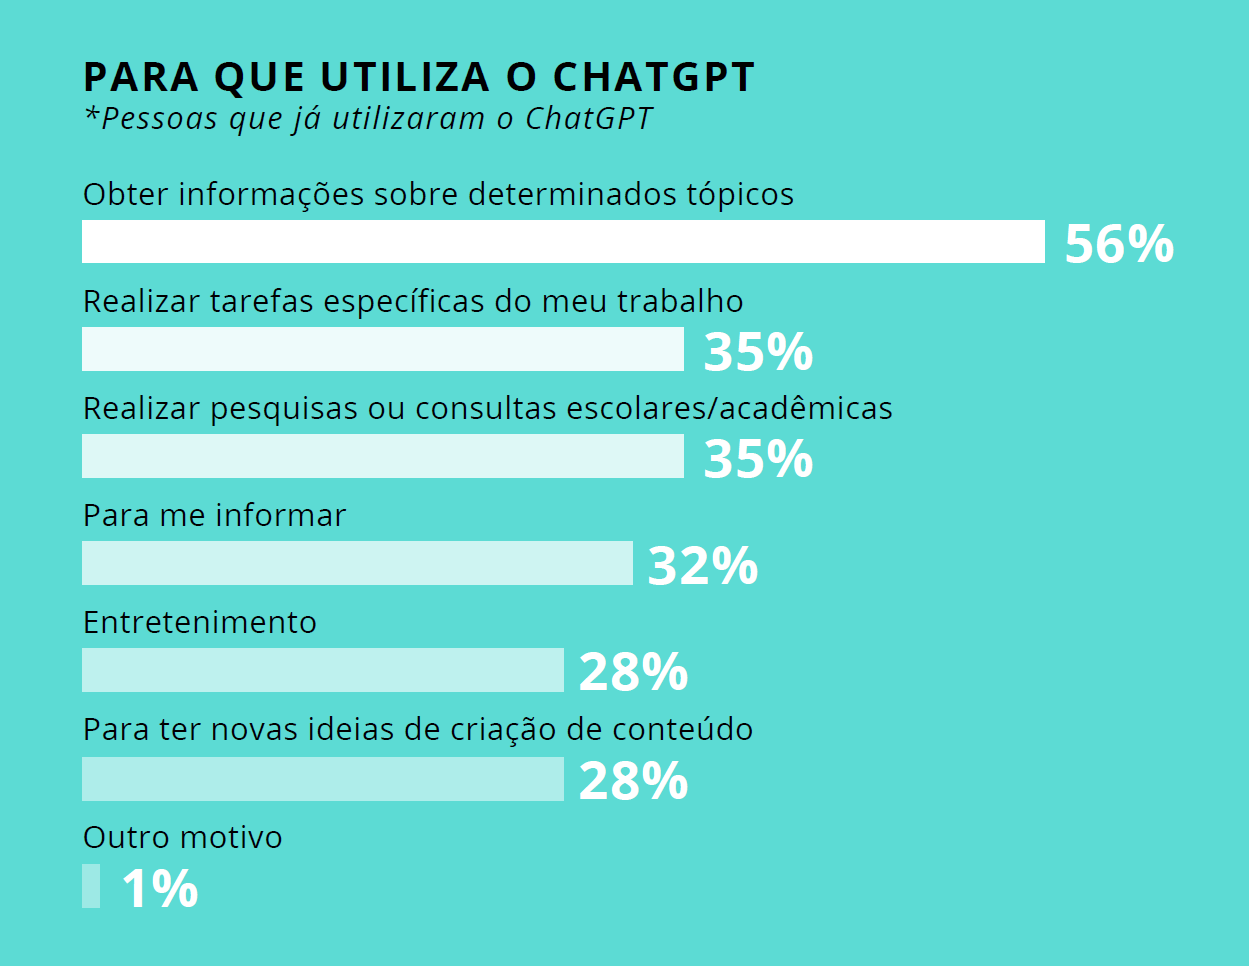 PARA QUE UTILIZA O CHATGPT
*Pessoas que já utilizaram o ChatGPT
Obter informações sobre determinados tópicos
56%
Realizar tarefas específicas do meu trabalho
35%
Realizar pesquisas ou consultas escolares/acadêmicas
35%
Para me informar
32%
Entretenimento
28%
Para ter novas ideias de criação de conteúdo
28%
Outro motivo
1%